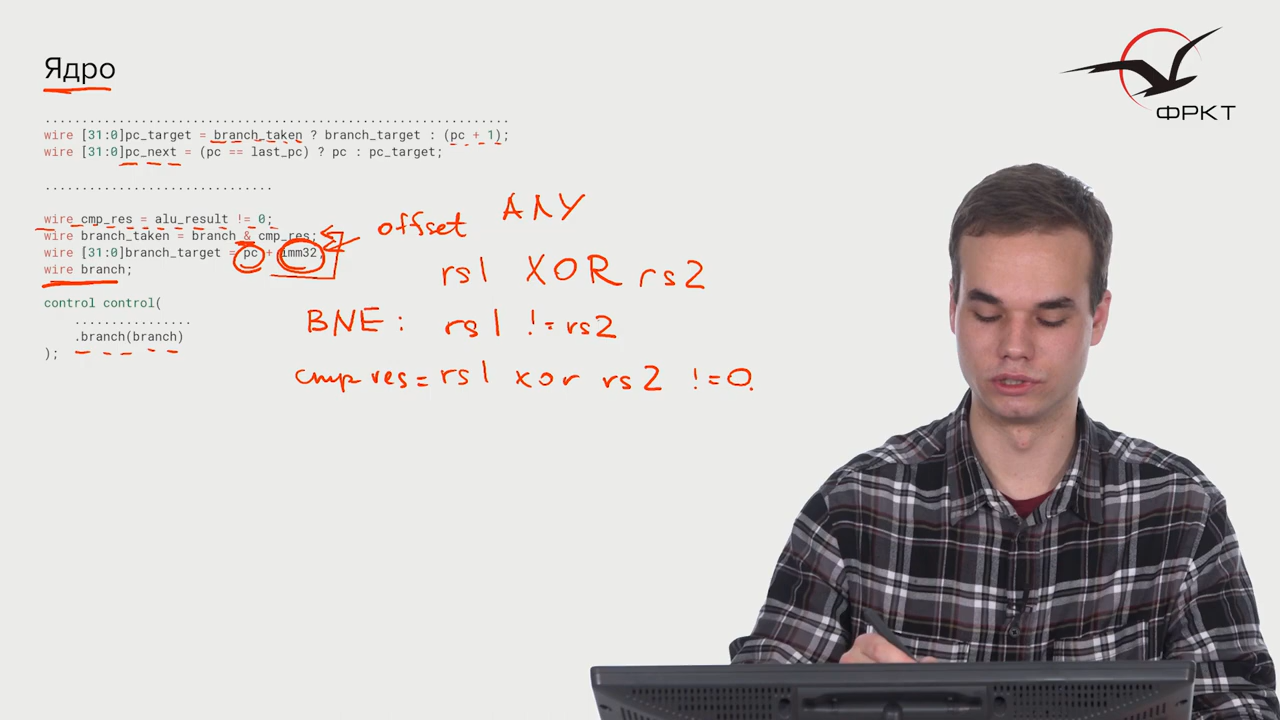 Ядро
ФРКТ
...............................................................
wire [31:0]pc_target = branch_taken ? branch_target : (pc + 1);
wire [31:0]pc_next = (pc == last_pc) ? pc : pc_target;
...............................
wire cmp_res = alu_result != 0;
wire branch_taken = branch & cmp_res;
wire [31:0]branch_target = pc + imm32;
wire branch;
control control(
................
.branch(branch)
);
offset АЛУ
rs1 XOR rs2
BNE: rs1 != rs2
cmp res = rs1 xor rs2 != 0.